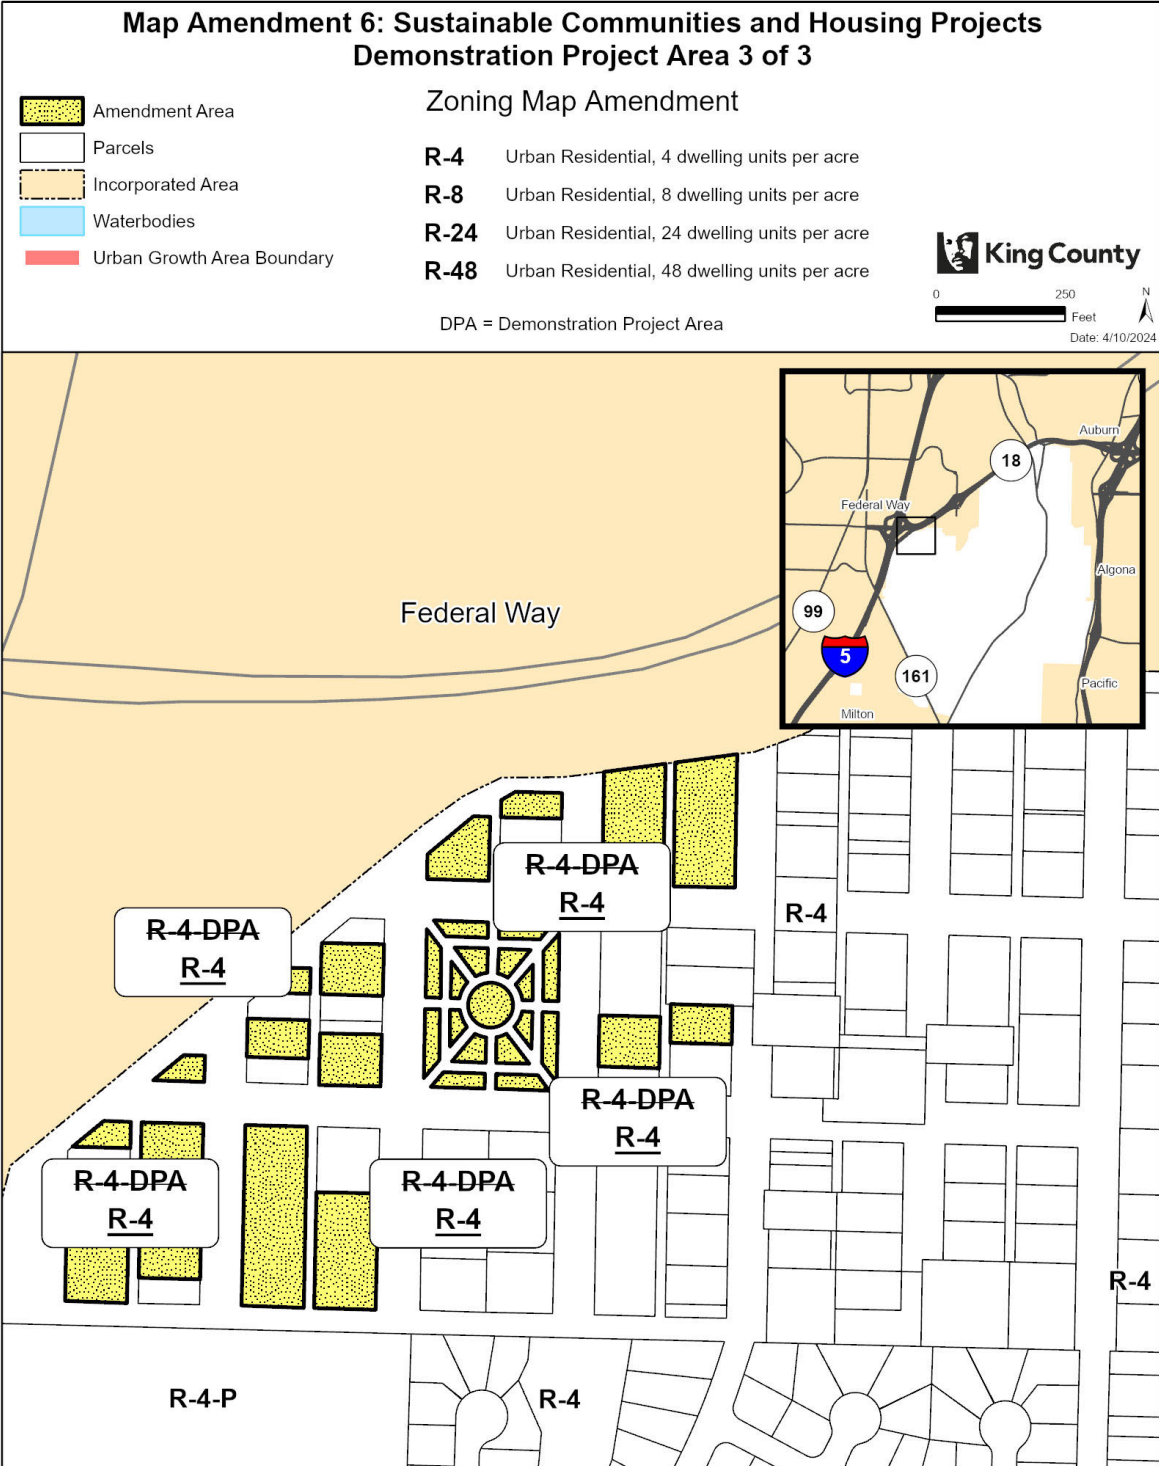 Map Amendment 6: Sustainable Communities and Housing Projects
Demonstration Project Area 3 of 3
Amendment Area
Parcels
Incorporated Area
Waterbodies
Urban Growth Area Boundary
Zoning Map Amendment
R-4 Urban Residential, 4 dwelling units per acre
R-8 Urban Residential, 8 dwelling units per acre
R-24 Urban Residential, 24 dwelling units per acre
R-48 Urban Residential, 48 dwelling units per acre
DPA = Demonstration Project Area
King County
0 250
Feet
N
Date: 4/10/2024
Auburn
18
Federal Way
Algona
99
5
161
Pacific
Milton
Federal Way
R-4-DPA
R-4
R-4
R-4-DPA
R-4
R-4-DPA
R-4
R-4-DPA
R-4
R-4-DPA
R-4
R-4
R-4-P
R-4